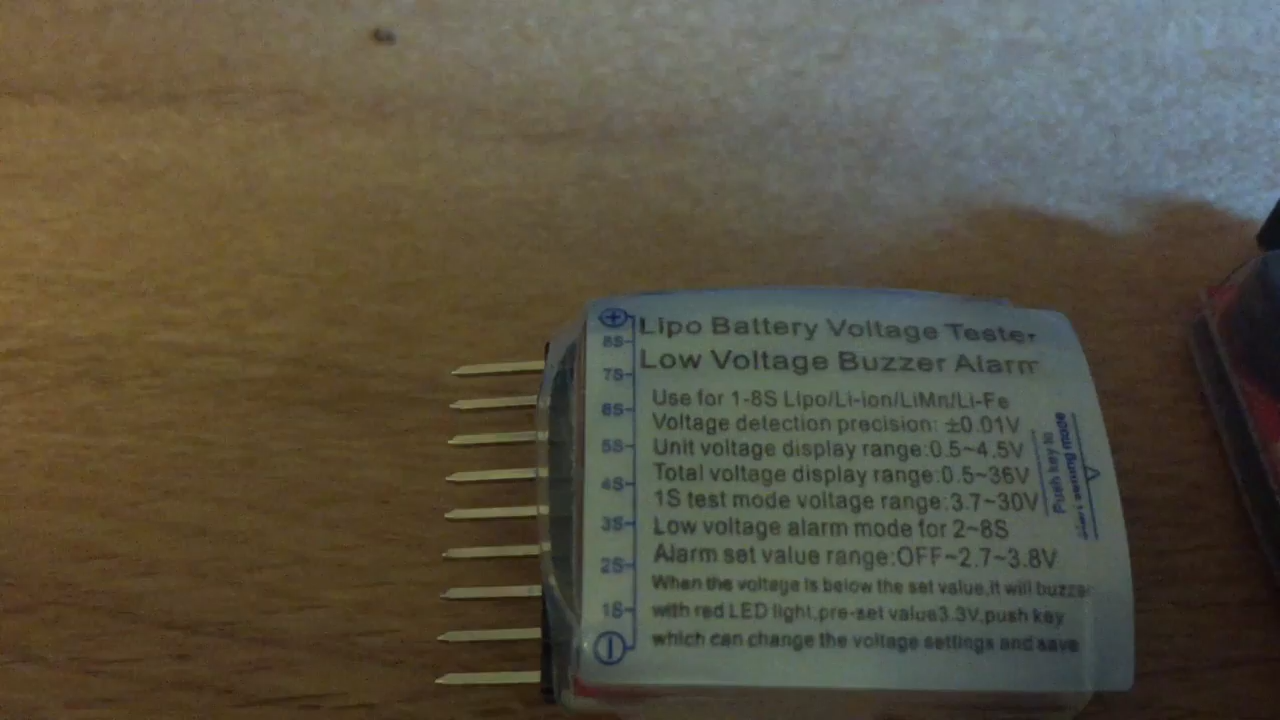 Lipo Battery Voltage Tester
Low Voltage Buzzer Alarm
Use for 1-8S Lipo/Li-ion/LiMn/Li-Fe
Voltage detection precision: ±0.01V
Unit voltage display range:0.5~4.5V
Total voltage display range:0.5~36V
1S test mode voltage range:3.7~30V
Low voltage alarm mode for 2~8S
Alarm set value range:OFF~2.7~3.8V
When the voltage is below the set value,it will buzzer
with red LED light,pre-set value3.3V,push key
which can change the voltage settings and save
8S
7S
6S
5S
4S
3S
2S
1S
Push key to
mode